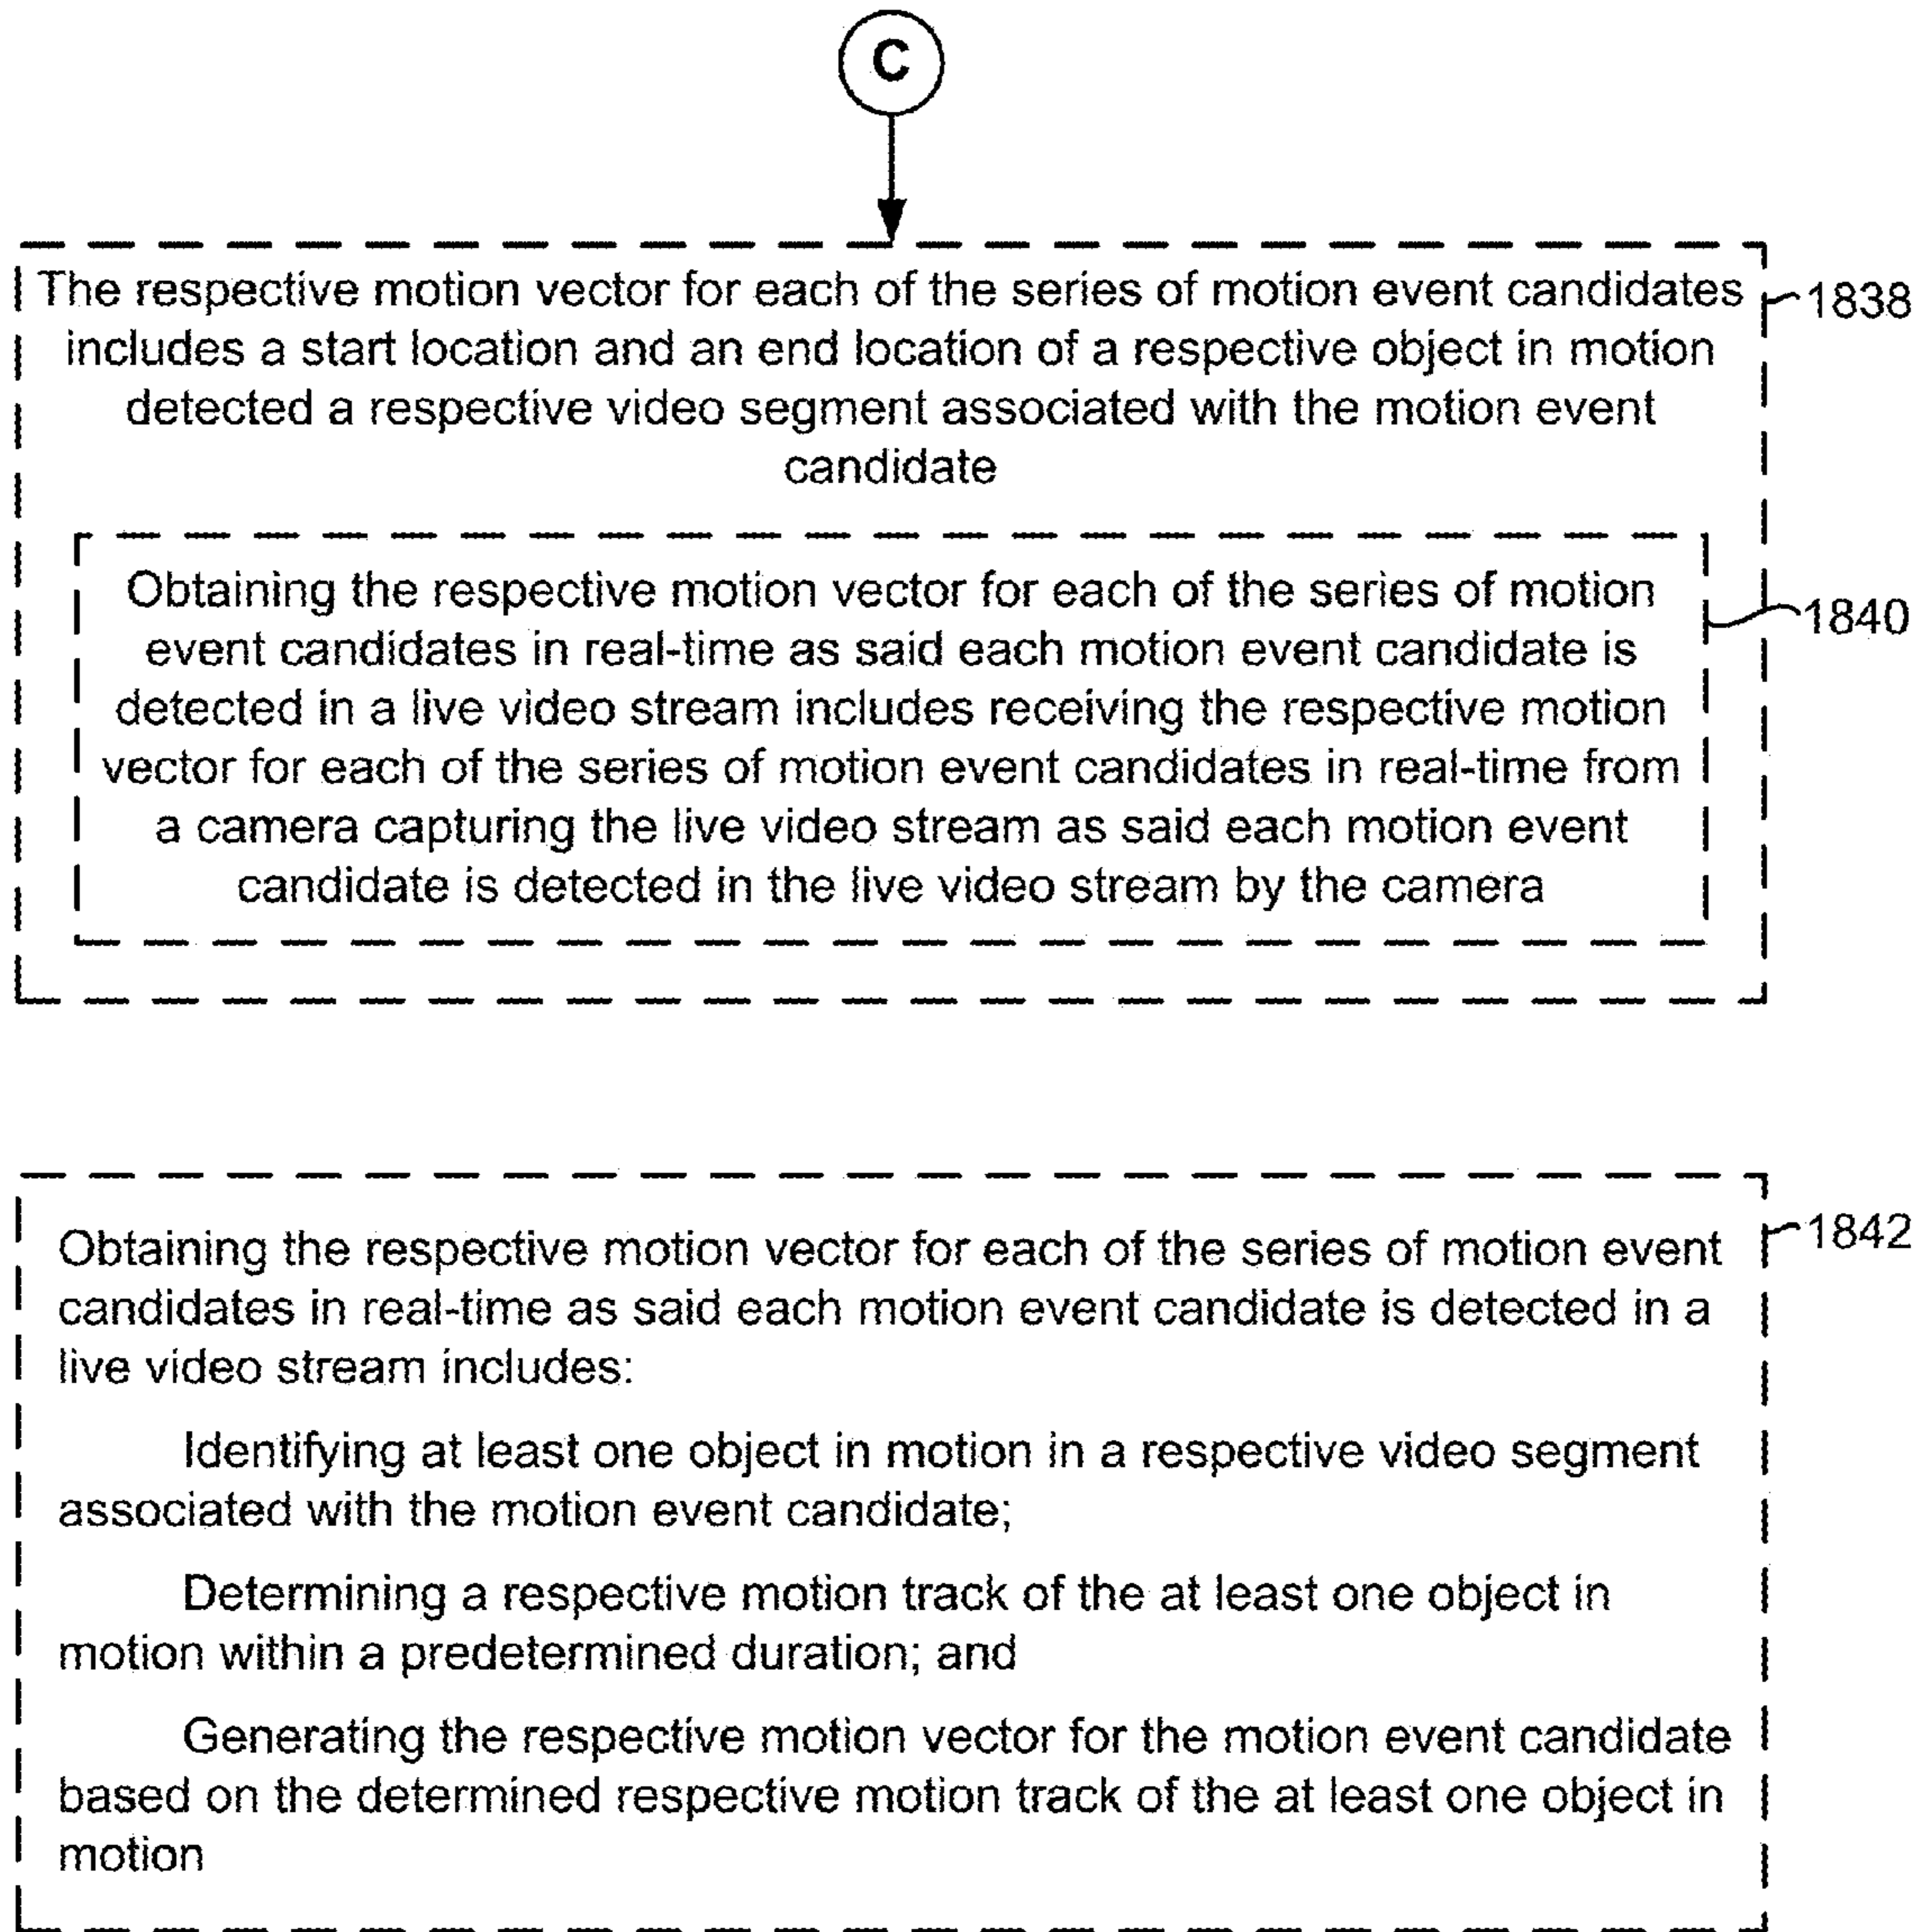 C
The respective motion vector for each of the series of motion event candidates
1838
includes a start location and an end location of a respective object in motion
detected a respective video segment associated with the motion event
candidate
Obtaining the respective motion vector for each of the series of motion
1840
event candidates in real-time as said each motion event candidate is
detected in a live video stream includes receiving the respective motion
vector for each of the series of motion event candidates in real-time from
a camera capturing the live video stream as said each motion event
candidate is detected in the live video stream by the camera
1842
Obtaining the respective motion vector for each of the series of motion event
candidates in real-time as said each motion event candidate is detected in a
live video stream includes:
Identifying at least one object in motion in a respective video segment
associated with the motion event candidate;
Determining a respective motion track of the at least one object in
motion within a predetermined duration; and
Generating the respective motion vector for the motion event candidate
based on the determined respective motion track of the at least one object in
motion